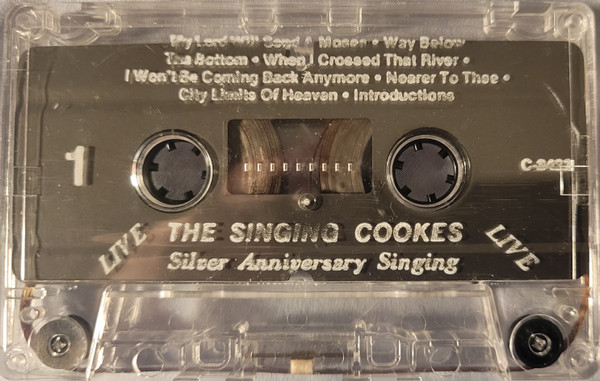 My Lord Will Send A Moses • Way Below
The Bottom • When I Crossed That River •
I Won't Be Coming Back Anymore • Nearer To Thee •
City Limits Of Heaven • Introductions
1
LIVE THE SINGING COOKES LIVE
Silver Anniversary Singing